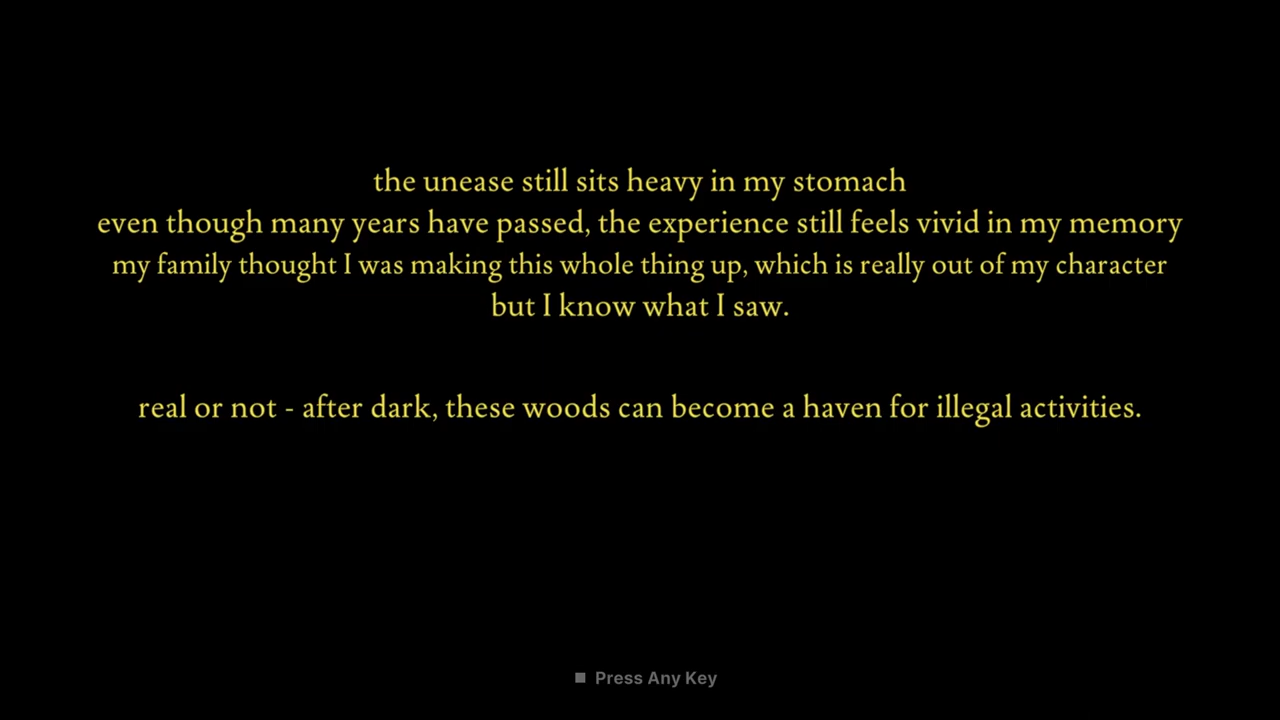 the unease still sits heavy in my stomach
even though many years have passed, the experience still feels vivid in my memory
my family thought I was making this whole thing up, which is really out of my character
but I know what I saw.
real or not - after dark, these woods can become a haven for illegal activities.
Press Any Key